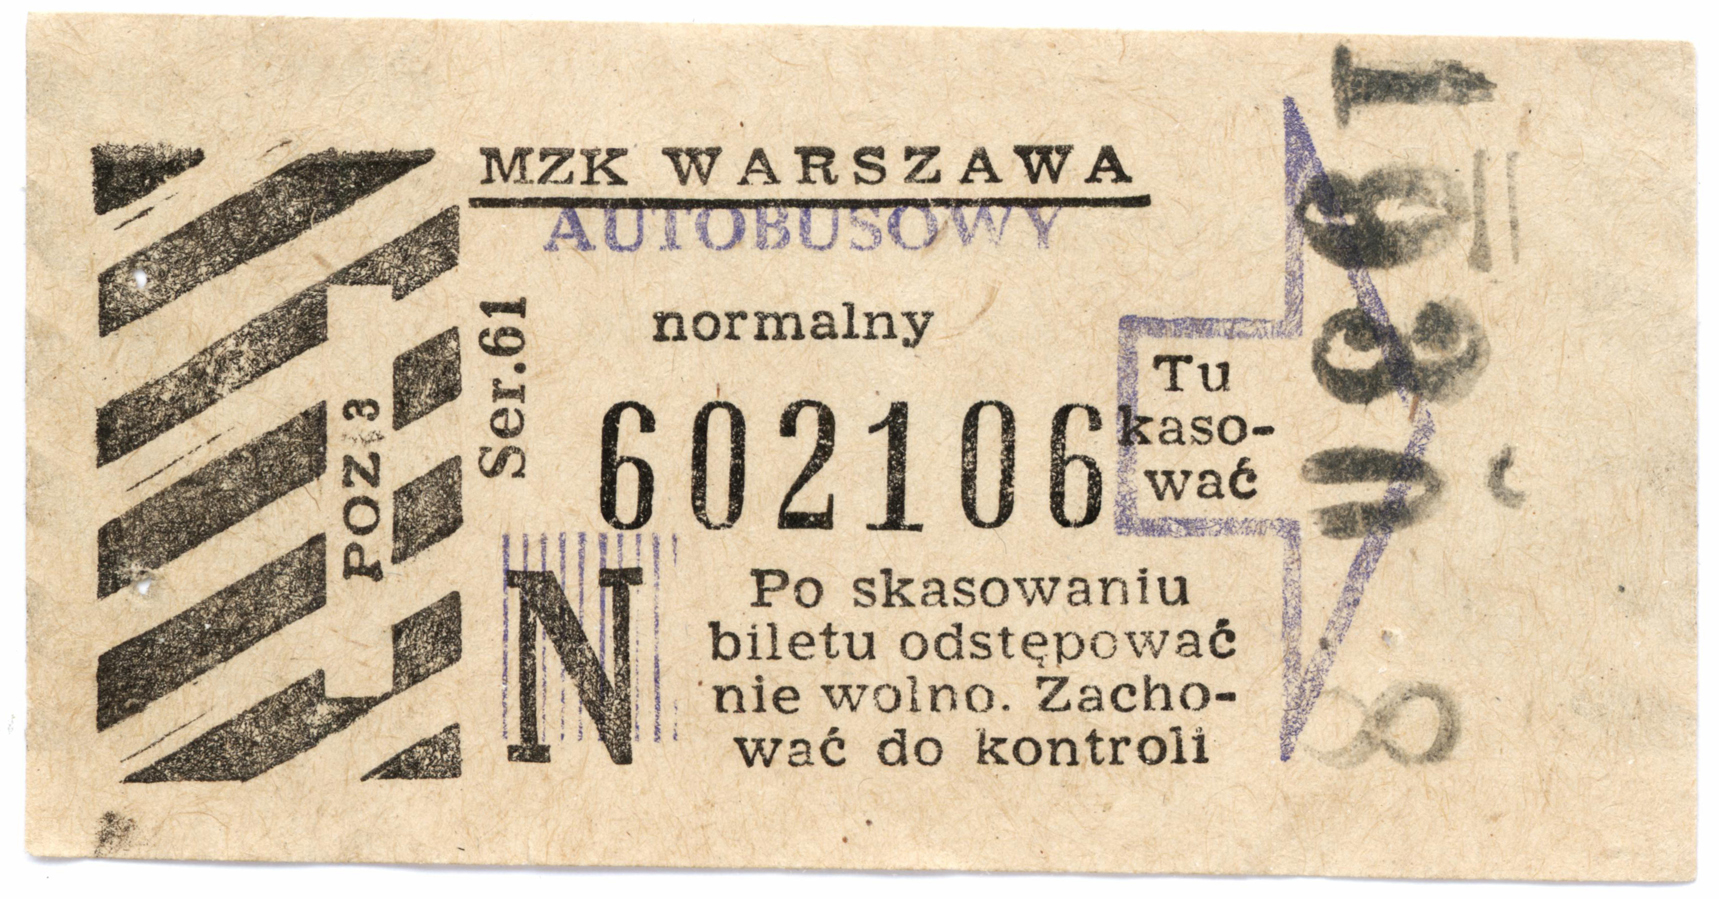 MZK WARSZAWA
AUTOBUSOWY
normalny
Ser.61
602106
Tu
kaso-
wać
POZ 3
N
Po skasowaniu
biletu odstępować
nie wolno. Zacho-
wać do kontroli